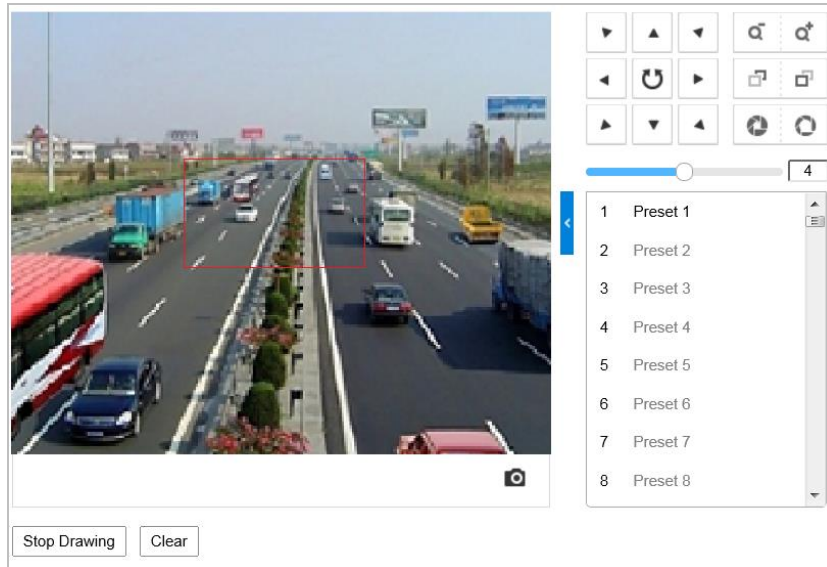 4
1 Preset 1
2 Preset 2
3 Preset 3
4 Preset 4
5 Preset 5
6 Preset 6
7 Preset 7
8 Preset 8
Stop Drawing Clear